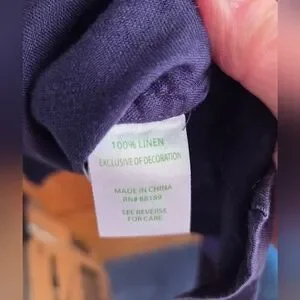 100% LINEN
EXCLUSIVE OF DECORATION
MADE IN CHINA
RN# 88189
SEE REVERSE
FOR CARE